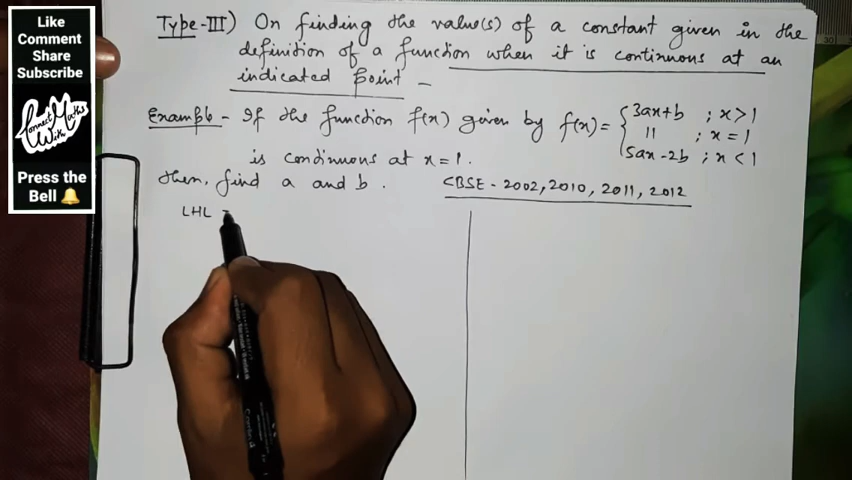 Like
Comment
Share
Subscribe
Connect
With
Maths
Press the
Bell 🔔
Type-III) On finding the value(s) of a constant given in the
definition of a function when it is continuous at an
indicated point –
Example - If the function f(x) given by f(x) = { 3ax+b ; x>1
11 ; x=1
5ax-2b ; x<1
is continuous at x=1.
then, find a and b. CBSE - 2002, 2010, 2011, 2012
LHL =